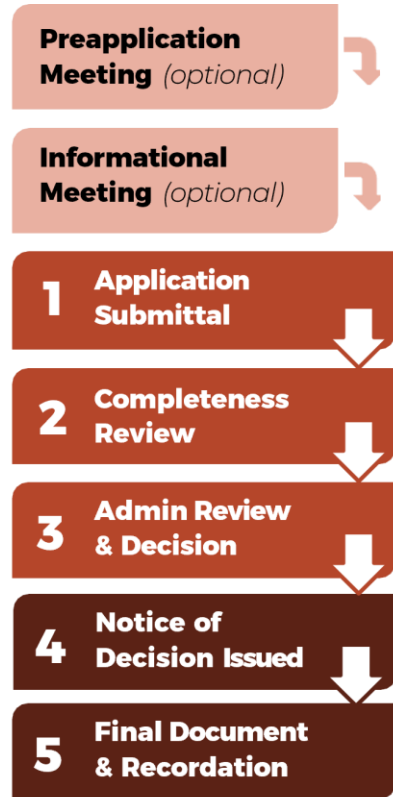 Preapplication
Meeting (optional)
Informational
Meeting (optional)
1 Application
Submittal
2 Completeness
Review
3 Admin Review
& Decision
4 Notice of
Decision Issued
5 Final Document
& Recordation